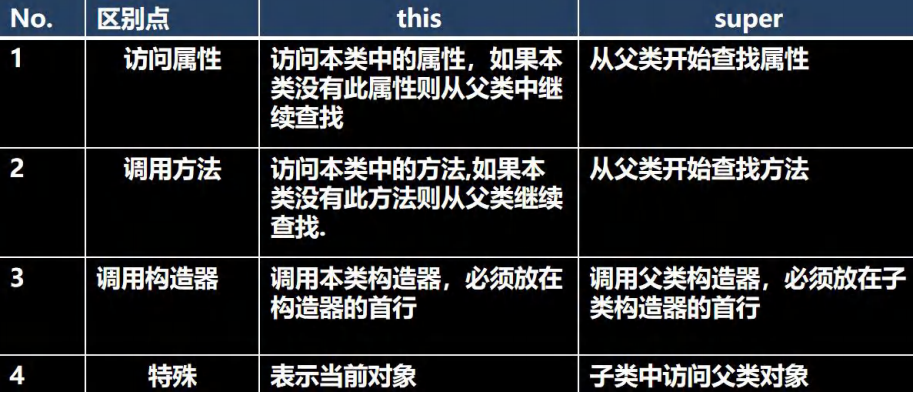 No. 区别点 this super
1 访问属性 访问本类中的属性，如果本 从父类开始查找属性
类没有此属性则从父类中继
续查找
2 调用方法 访问本类中的方法,如果本 从父类开始查找方法
类没有此方法则从父类继续
查找.
3 调用构造器 调用本类构造器，必须放在 调用父类构造器，必须放在子
构造器的首行 类构造器的首行
4 特殊 表示当前对象 子类中访问父类对象